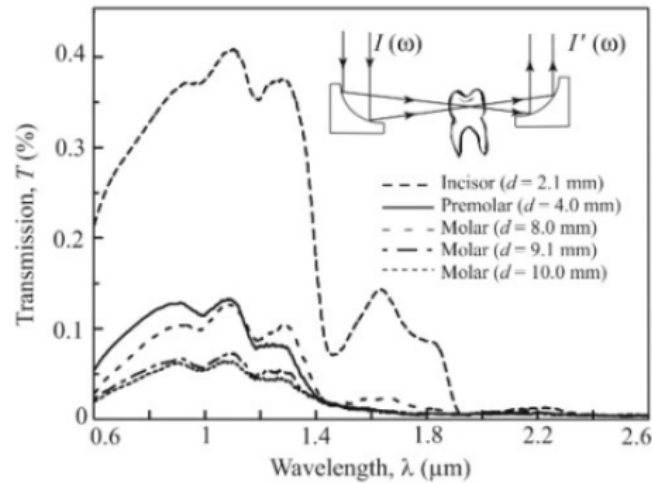 0.4
0.3
0.2
0.1
0
Transmission, T (%)
I (ω)
I′ (ω)
Incisor (d = 2.1 mm)
Premolar (d = 4.0 mm)
Molar (d = 8.0 mm)
Molar (d = 9.1 mm)
Molar (d = 10.0 mm)
0.6 1 1.4 1.8 2.2 2.6
Wavelength, λ (μm)